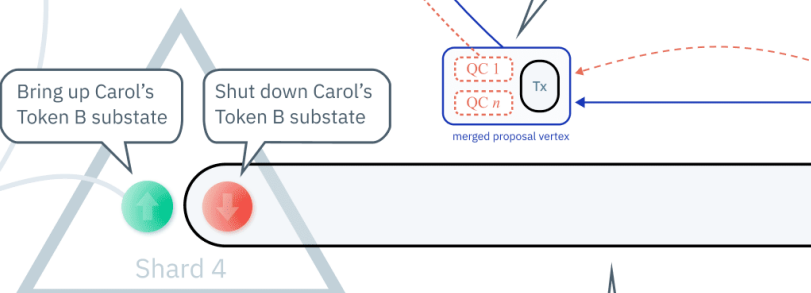 Bring up Carol's
Token B substate
Shut down Carol's
Token B substate
QC 1
QC n
Tx
merged proposal vertex
Shard 4